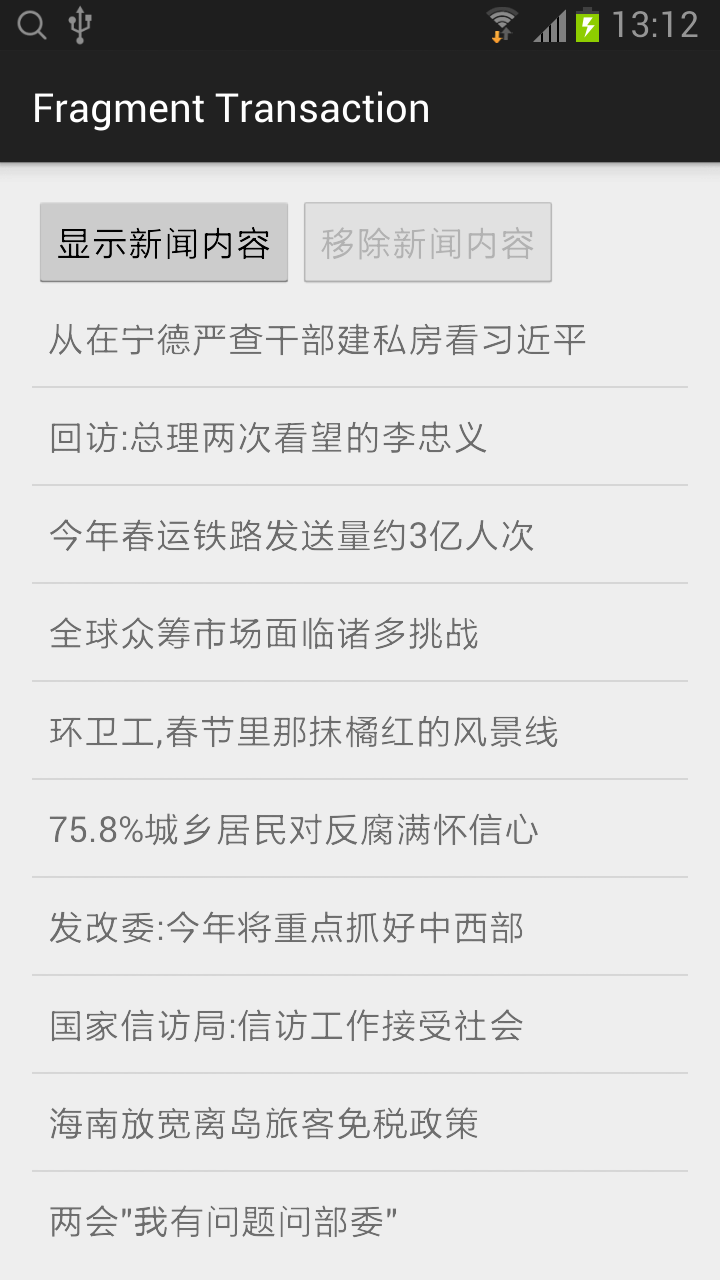 13:12
Fragment Transaction
显示新闻内容 移除新闻内容
从在宁德严查干部建私房看习近平
回访:总理两次看望的李忠义
今年春运铁路发送量约3亿人次
全球众筹市场面临诸多挑战
环卫工,春节里那抹橘红的风景线
75.8%城乡居民对反腐满怀信心
发改委:今年将重点抓好中西部
国家信访局:信访工作接受社会
海南放宽离岛旅客免税政策
两会"我有问题问部委"